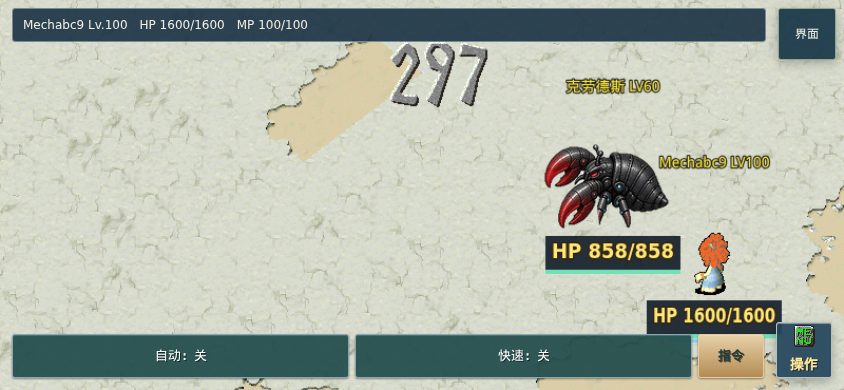 Mechabc9 Lv.100 HP 1600/1600 MP 100/100
界面
297
克劳德斯 LV60
Mechabc9 LV100
HP 858/858
HP 1600/1600
自动: 关
快速: 关
指令
MENU
操作